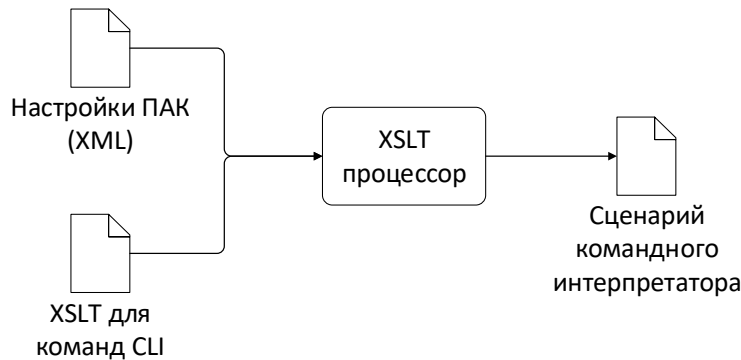 Настройки ПАК
(XML)
XSLT
процессор
Сценарий
командного
интерпретатора
XSLT для
команд CLI